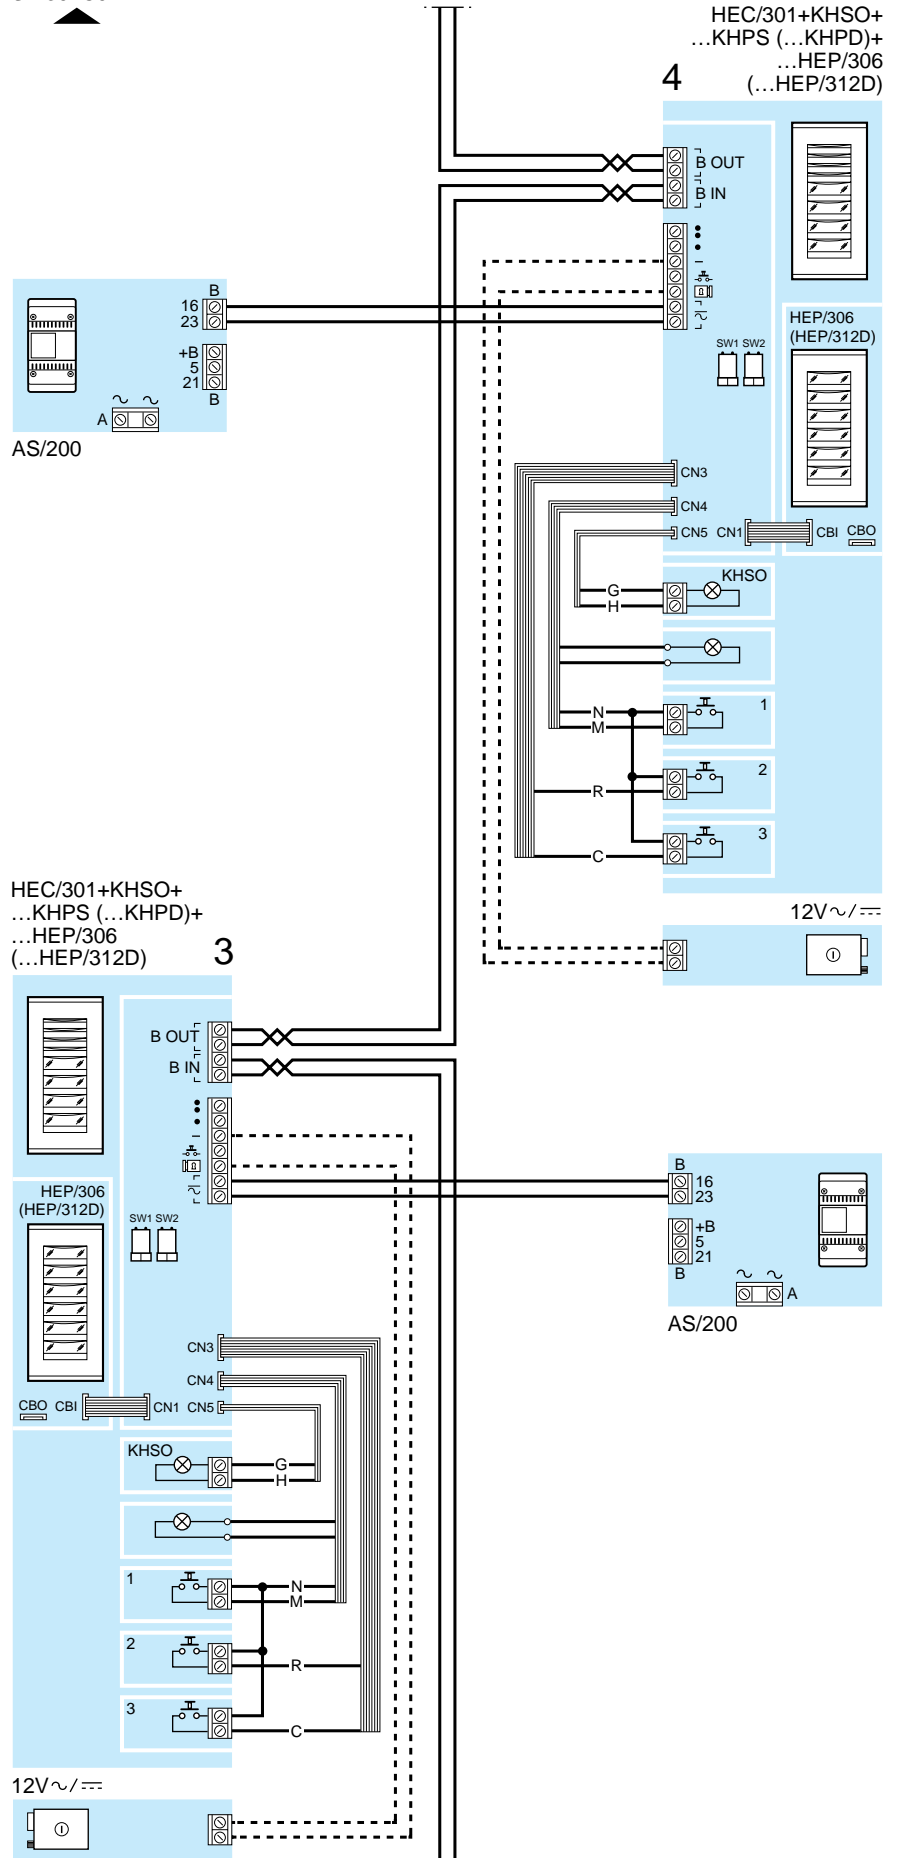 HEC/301+KHSO+
…KHPS (…KHPD)+
…HEP/306
(…HEP/312D)
4
B OUT
B IN
B
16
23
+B
5
21
B
A
AS/200
HEP/306
(HEP/312D)
SW1 SW2
CN3
CN4
CN5 CN1 CBI CBO
KHSO
G
H
N
M
1
R
2
C
3
12V~/⎓
HEC/301+KHSO+
…KHPS (…KHPD)+
…HEP/306
(…HEP/312D)
3
B OUT
B IN
HEP/306
(HEP/312D)
SW1 SW2
B
16
23
+B
5
21
B
A
AS/200
CN3
CN4
CBO CBI CN1 CN5
KHSO
G
H
1
N
M
2
R
3
C
12V~/⎓